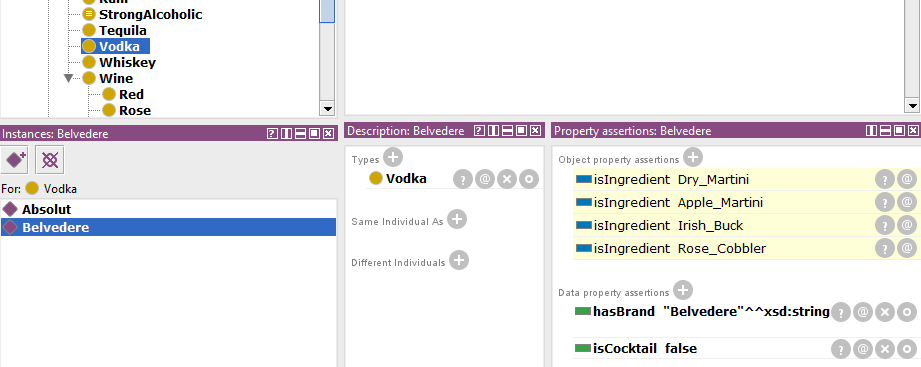 StrongAlcoholic
Tequila
Vodka
Whiskey
Wine
Red
Rose
Instances: Belvedere
For: Vodka
Absolut
Belvedere
Description: Belvedere
Types
Vodka
Same Individual As
Different Individuals
Property assertions: Belvedere
Object property assertions
isIngredient Dry_Martini
isIngredient Apple_Martini
isIngredient Irish_Buck
isIngredient Rose_Cobbler
Data property assertions
hasBrand "Belvedere"^^xsd:string
isCocktail false